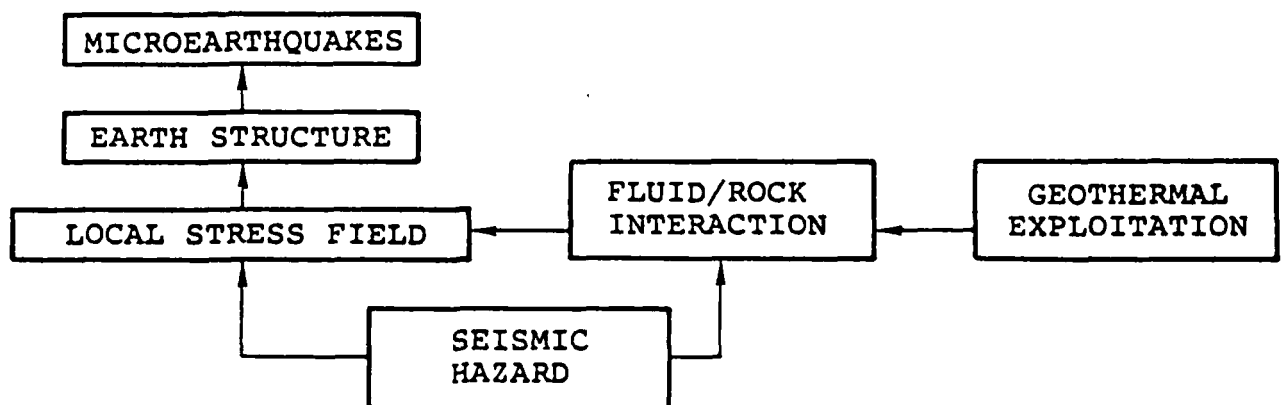 MICROEARTHQUAKES
EARTH STRUCTURE
LOCAL STRESS FIELD
FLUID/ROCK
INTERACTION
GEOTHERMAL
EXPLOITATION
SEISMIC
HAZARD